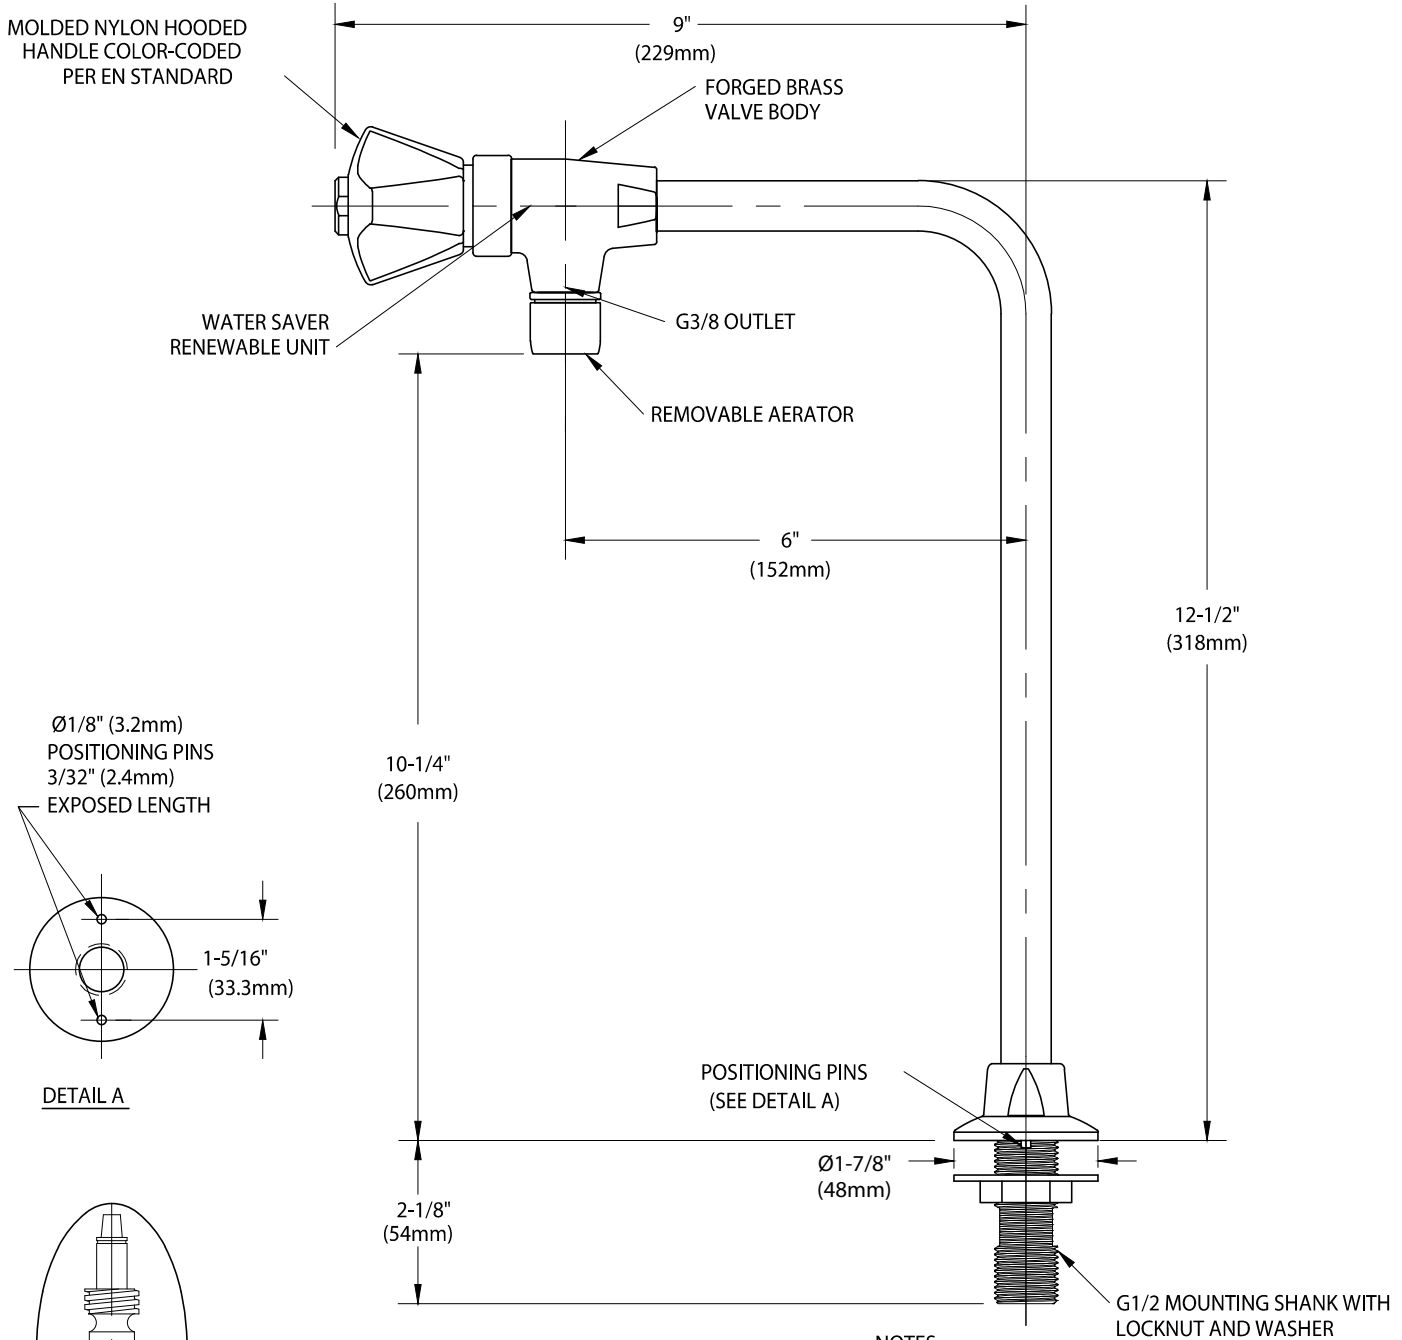 9"
(229mm)
MOLDED NYLON HOODED
HANDLE COLOR-CODED
PER EN STANDARD
FORGED BRASS
VALVE BODY
WATER SAVER
RENEWABLE UNIT
G3/8 OUTLET
REMOVABLE AERATOR
6"
(152mm)
12-1/2"
(318mm)
Ø1/8" (3.2mm)
POSITIONING PINS
3/32" (2.4mm)
EXPOSED LENGTH
10-1/4"
(260mm)
1-5/16"
(33.3mm)
DETAIL A
POSITIONING PINS
(SEE DETAIL A)
Ø1-7/8"
(48mm)
2-1/8"
(54mm)
G1/2 MOUNTING SHANK WITH
LOCKNUT AND WASHER
NOTES